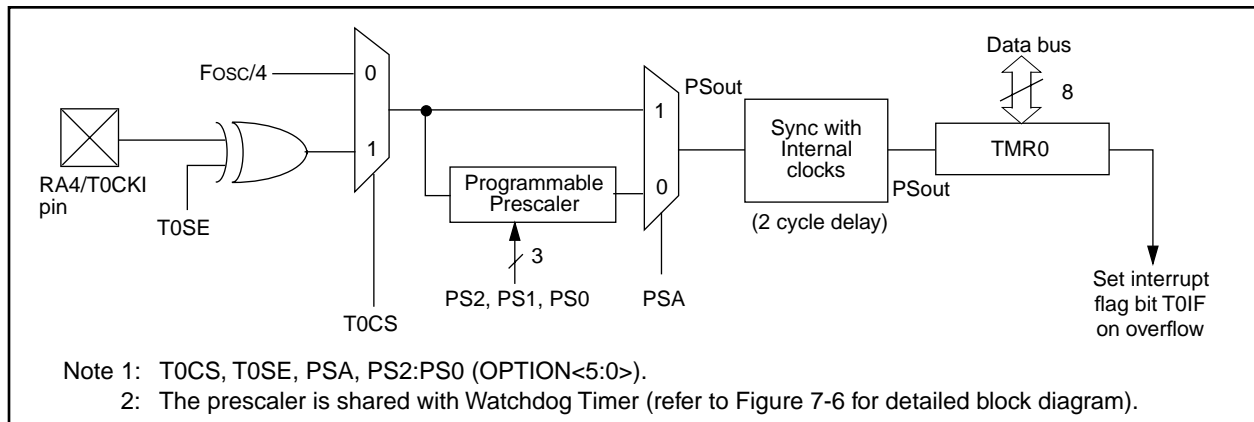 Data bus
FOSC/4
0
PSout
8
1
Sync with
Internal
clocks
TMR0
1
Programmable
Prescaler
0
PSout
RA4/T0CKI
pin
T0SE
(2 cycle delay)
3
PS2, PS1, PS0
PSA
T0CS
Set interrupt
flag bit T0IF
on overflow
Note 1: T0CS, T0SE, PSA, PS2:PS0 (OPTION<5:0>).
2: The prescaler is shared with Watchdog Timer (refer to Figure 7-6 for detailed block diagram).